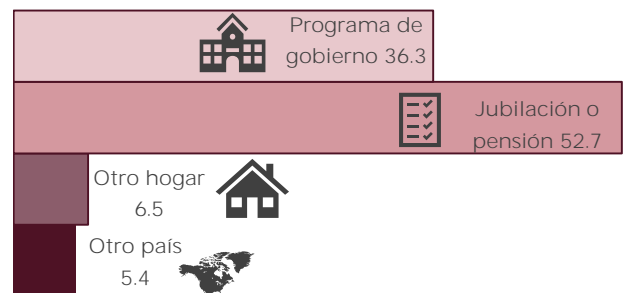 Programa de
gobierno 36.3
Jubilación o
pensión 52.7
Otro hogar
6.5
Otro país
5.4